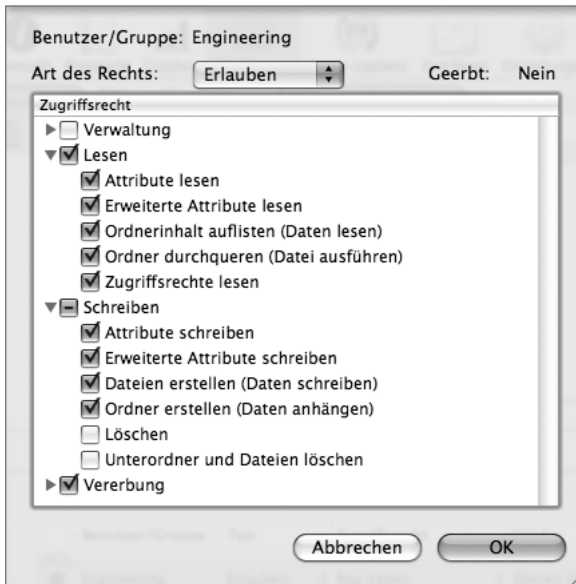 Benutzer/Gruppe: Engineering
Art des Rechts: Erlauben Geerbt: Nein
Zugriffsrecht
Verwaltung
Lesen
Attribute lesen
Erweiterte Attribute lesen
Ordnerinhalt auflisten (Daten lesen)
Ordner durchqueren (Datei ausführen)
Zugriffsrechte lesen
Schreiben
Attribute schreiben
Erweiterte Attribute schreiben
Dateien erstellen (Daten schreiben)
Ordner erstellen (Daten anhängen)
Löschen
Unterordner und Dateien löschen
Vererbung
Abbrechen OK